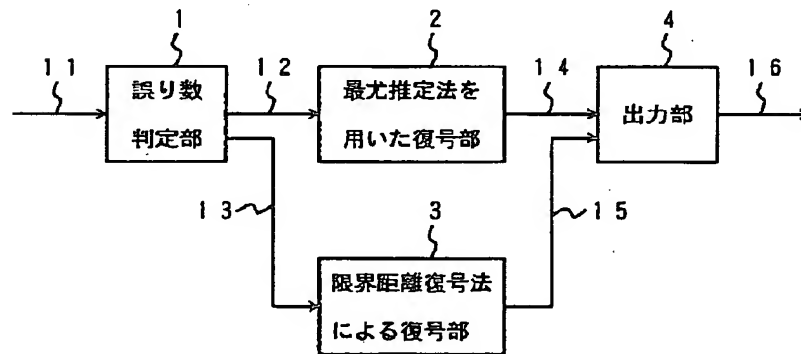 1
2
4
11
12
14
16
誤り数
判定部
最尤推定法を
用いた復号部
出力部
13
15
3
限界距離復号法
による復号部